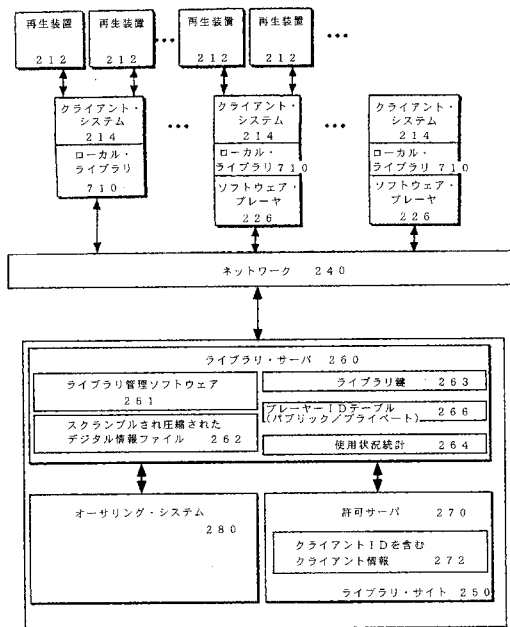 再生装置 再生装置 再生装置 再生装置
212 212 212 212
クライアント・ クライアント・ クライアント・
システム システム システム
214 214 214
ローカル・ ローカル・ ローカル・
ライブラリ ライブラリ 710 ライブラリ 710
710 ソフトウェア・ ソフトウェア・
プレーヤ プレーヤ
226 226
ネットワーク 240
ライブラリ・サーバ 260
ライブラリ管理ソフトウェア
261
スクランブルされ圧縮された
デジタル情報ファイル 262
ライブラリ鍵 263
プレーヤーIDテーブル 266
(パブリック/プライベート)
使用状況統計 264
オーサリング・システム
280
許可サーバ 270
クライアントIDを含む
クライアント情報 272
ライブラリ・サイト 250